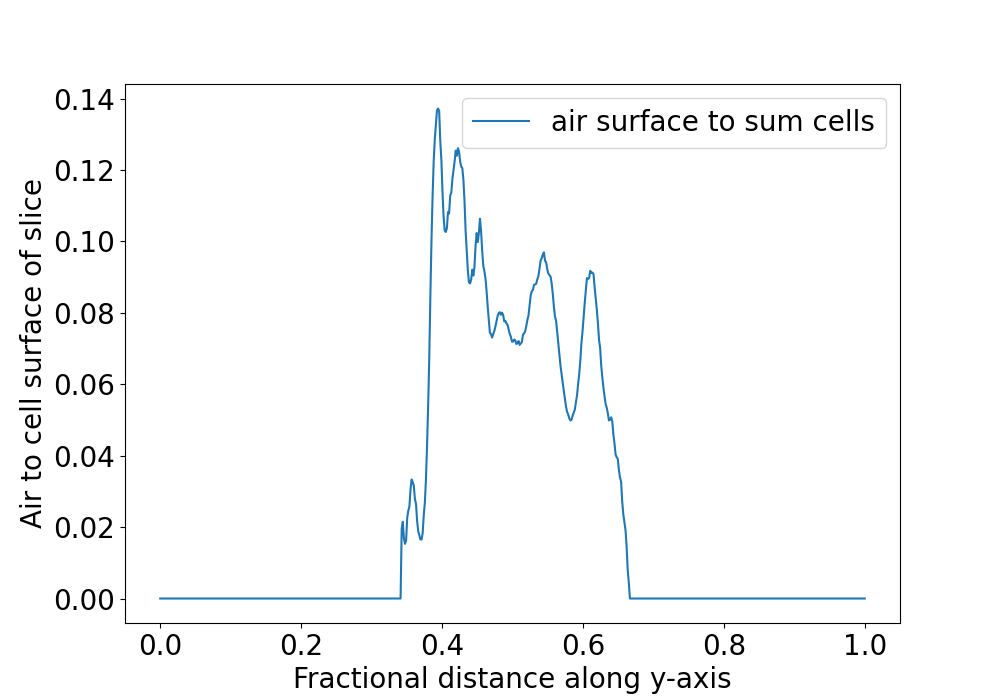 air surface to sum cells
Air to cell surface of slice
0.14
0.12
0.10
0.08
0.06
0.04
0.02
0.00
0.0 0.2 0.4 0.6 0.8 1.0
Fractional distance along y-axis